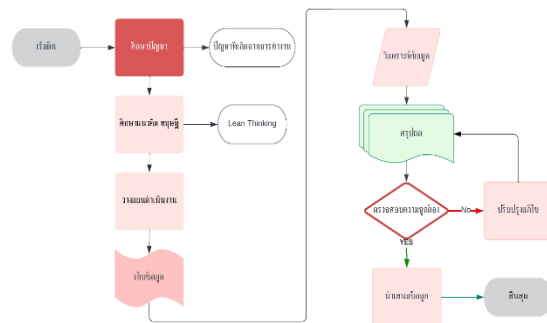 เริ่มต้น
ศึกษาปัญหา
ปัญหาที่เกิดจากการทำงาน
ศึกษาแนวคิด ทฤษฎี
Lean Thinking
วางแผนดำเนินงาน
เก็บข้อมูล
วิเคราะห์ข้อมูล
สรุปผล
ตรวจสอบความถูกต้อง
No
ปรับปรุงแก้ไข
YES
นำเสนอข้อมูล
สิ้นสุด